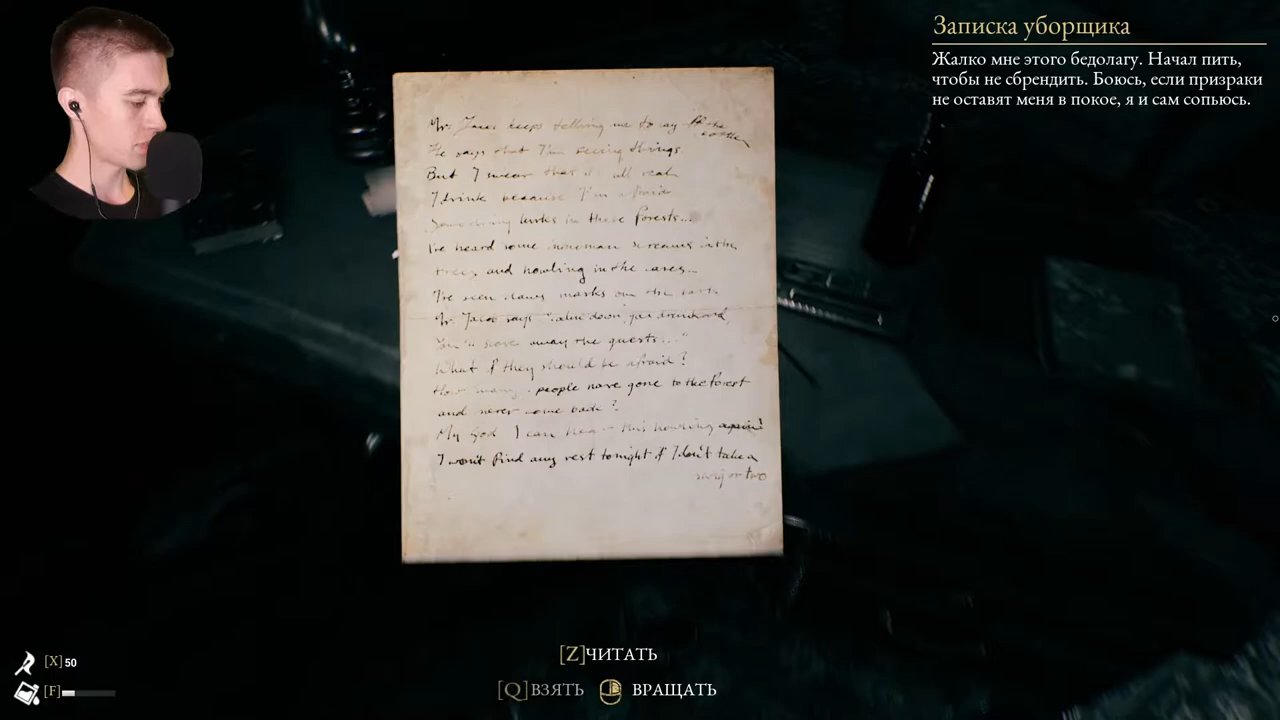 Записка уборщика
Жалко мне этого бедолагу. Начал пить,
чтобы не сбрендить. Боюсь, если призраки
не оставят меня в покое, я и сам сопьюсь.
Mr. keeps telling me to lay off the
bottle
He says that I'm seeing things
But I swear that it all real
I drink because I'm afraid
Something lurks in these forests...
I've heard some inhuman screams in the
trees and howling in the caves...
I've seen claws marks on the
Mr. says "calm down, you drunkard,
You'll scare away the guests..."
What if they should be afraid?
How many people have gone to the forest
and never come back?
My God I can hear this howling again!
I won't find any rest tonight if I don't take a
swig or two
[Z]ЧИТАТЬ
[X] 50
[F]
[Q]ВЗЯТЬ ВРАЩАТЬ